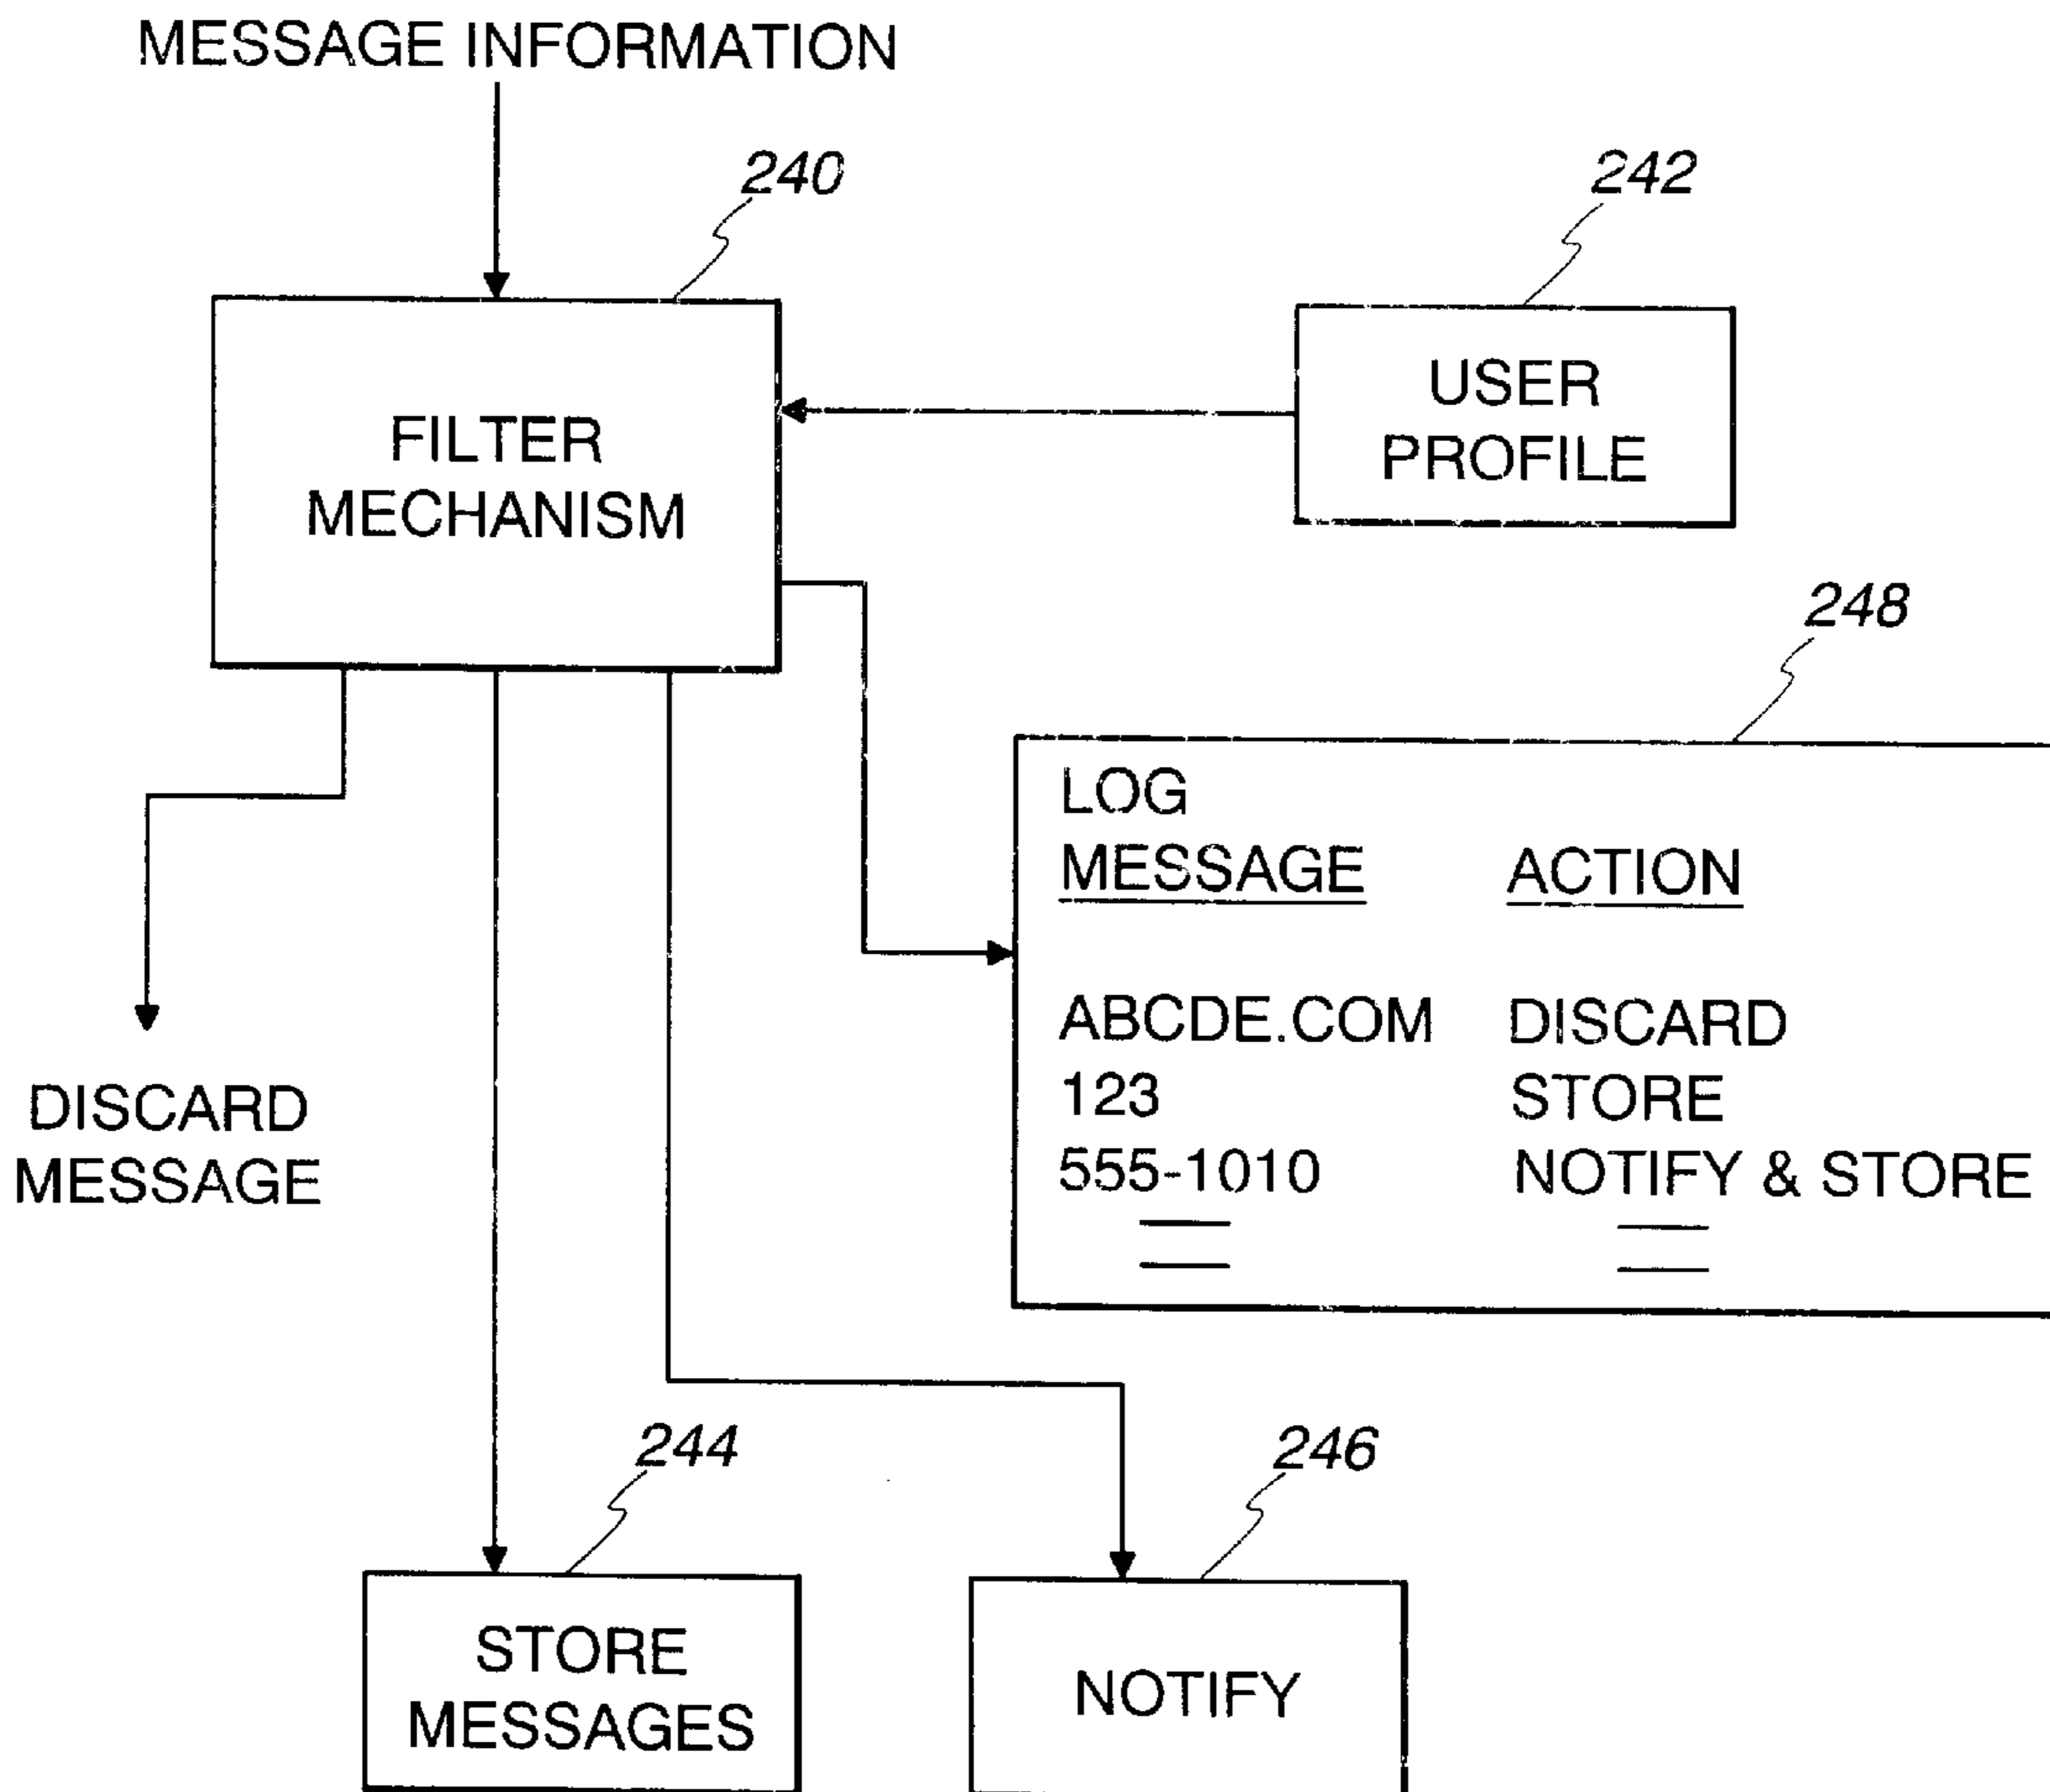 MESSAGE INFORMATION
240
242
FILTER
MECHANISM
USER
PROFILE
248
LOG
MESSAGE ACTION
ABCDE.COM DISCARD
123 STORE
555-1010 NOTIFY & STORE
DISCARD
MESSAGE
244
246
STORE
MESSAGES
NOTIFY